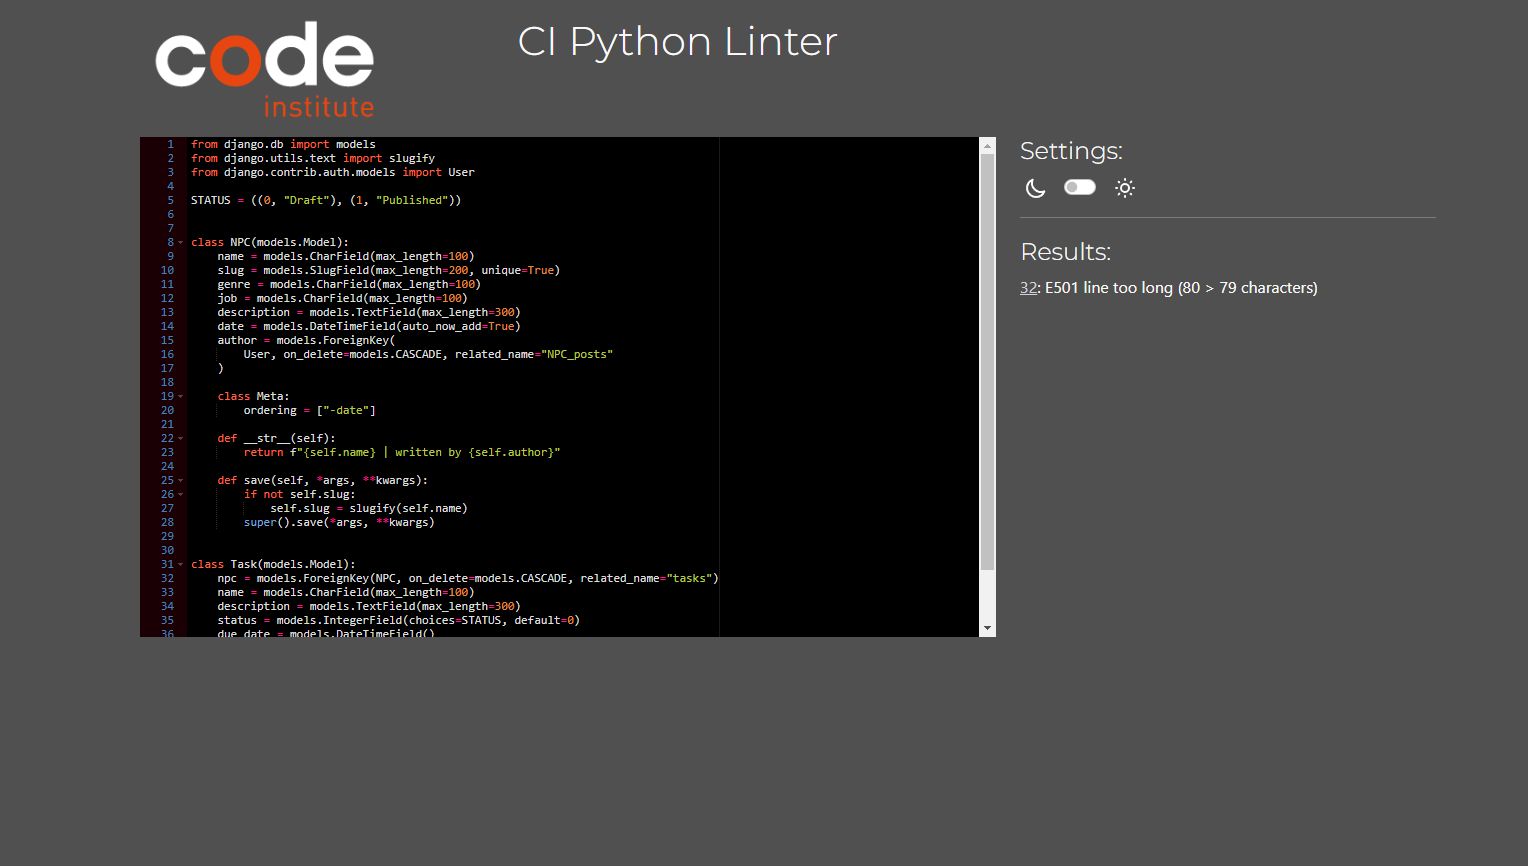 code
institute
CI Python Linter
1 from django.db import models
2 from django.utils.text import slugify
3 from django.contrib.auth.models import User
4
5 STATUS = ((0, "Draft"), (1, "Published"))
6
7
8 class NPC(models.Model):
9     name = models.CharField(max_length=100)
10     slug = models.SlugField(max_length=200, unique=True)
11     genre = models.CharField(max_length=100)
12     job = models.CharField(max_length=100)
13     description = models.TextField(max_length=300)
14     date = models.DateTimeField(auto_now_add=True)
15     author = models.ForeignKey(
16         User, on_delete=models.CASCADE, related_name="NPC_posts"
17     )
18
19     class Meta:
20         ordering = ["-date"]
21
22     def __str__(self):
23         return f"{self.name} | written by {self.author}"
24
25     def save(self, *args, **kwargs):
26         if not self.slug:
27             self.slug = slugify(self.name)
28         super().save(*args, **kwargs)
29
30
31 class Task(models.Model):
32     npc = models.ForeignKey(NPC, on_delete=models.CASCADE, related_name="tasks")
33     name = models.CharField(max_length=100)
34     description = models.TextField(max_length=300)
35     status = models.IntegerField(choices=STATUS, default=0)
36     due_date = models.DateTimeField()
Settings:
Results:
32: E501 line too long (80 > 79 characters)